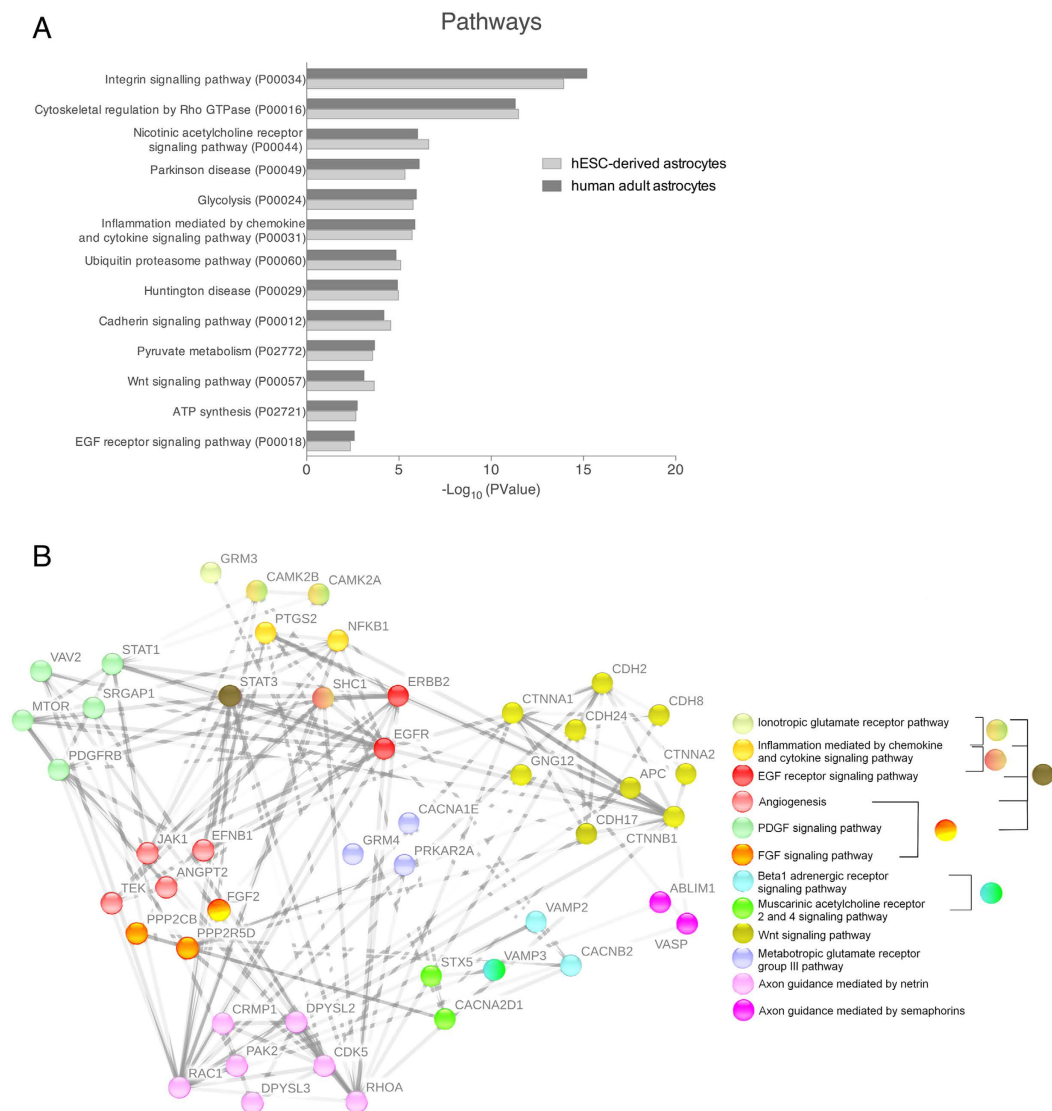 A
Pathways
Integrin signalling pathway (P00034)
Cytoskeletal regulation by Rho GTPase (P00016)
Nicotinic acetylcholine receptor
signaling pathway (P00044)
Parkinson disease (P00049)
Glycolysis (P00024)
Inflammation mediated by chemokine
and cytokine signaling pathway (P00031)
Ubiquitin proteasome pathway (P00060)
Huntington disease (P00029)
Cadherin signaling pathway (P00012)
Pyruvate metabolism (P02772)
Wnt signaling pathway (P00057)
ATP synthesis (P02721)
EGF receptor signaling pathway (P00018)
hESC-derived astrocytes
human adult astrocytes
0 5 10 15 20
-Log10 (PValue)
B
GRM3
CAMK2B
CAMK2A
PTGS2
NFKB1
VAV2
STAT1
STAT3
SHC1
ERBB2
SRGAP1
MTOR
EGFR
PDGFRB
CDH2
CTNNA1
CDH8
CDH24
CTNNA2
GNG12
APC
CDH17
CTNNB1
CACNA1E
GRM4
PRKAR2A
JAK1
EFNB1
TEK
ANGPT2
FGF2
PPP2CB
PPP2R5D
ABLIM1
VASP
VAMP2
STX5
VAMP3
CACNB2
CACNA2D1
CRMP1
DPYSL2
PAK2
CDK5
RAC1
DPYSL3
RHOA
Ionotropic glutamate receptor pathway
Inflammation mediated by chemokine
and cytokine signaling pathway
EGF receptor signaling pathway
Angiogenesis
PDGF signaling pathway
FGF signaling pathway
Beta1 adrenergic receptor
signaling pathway
Muscarinic acetylcholine receptor
2 and 4 signaling pathway
Wnt signaling pathway
Metabotropic glutamate receptor
group III pathway
Axon guidance mediated by netrin
Axon guidance mediated by semaphorins